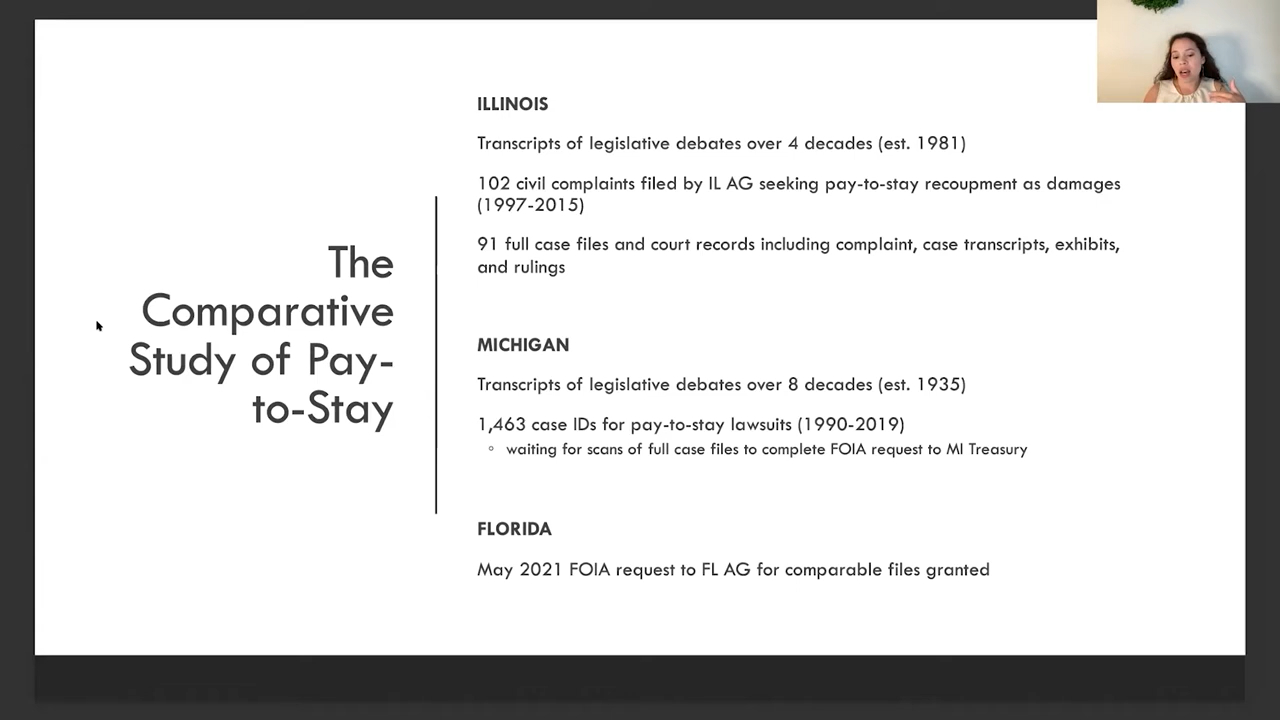 The
Comparative
Study of Pay-
to-Stay
ILLINOIS
Transcripts of legislative debates over 4 decades (est. 1981)
102 civil complaints filed by IL AG seeking pay-to-stay recoupment as damages
(1997-2015)
91 full case files and court records including complaint, case transcripts, exhibits,
and rulings
MICHIGAN
Transcripts of legislative debates over 8 decades (est. 1935)
1,463 case IDs for pay-to-stay lawsuits (1990-2019)
◦ waiting for scans of full case files to complete FOIA request to MI Treasury
FLORIDA
May 2021 FOIA request to FL AG for comparable files granted